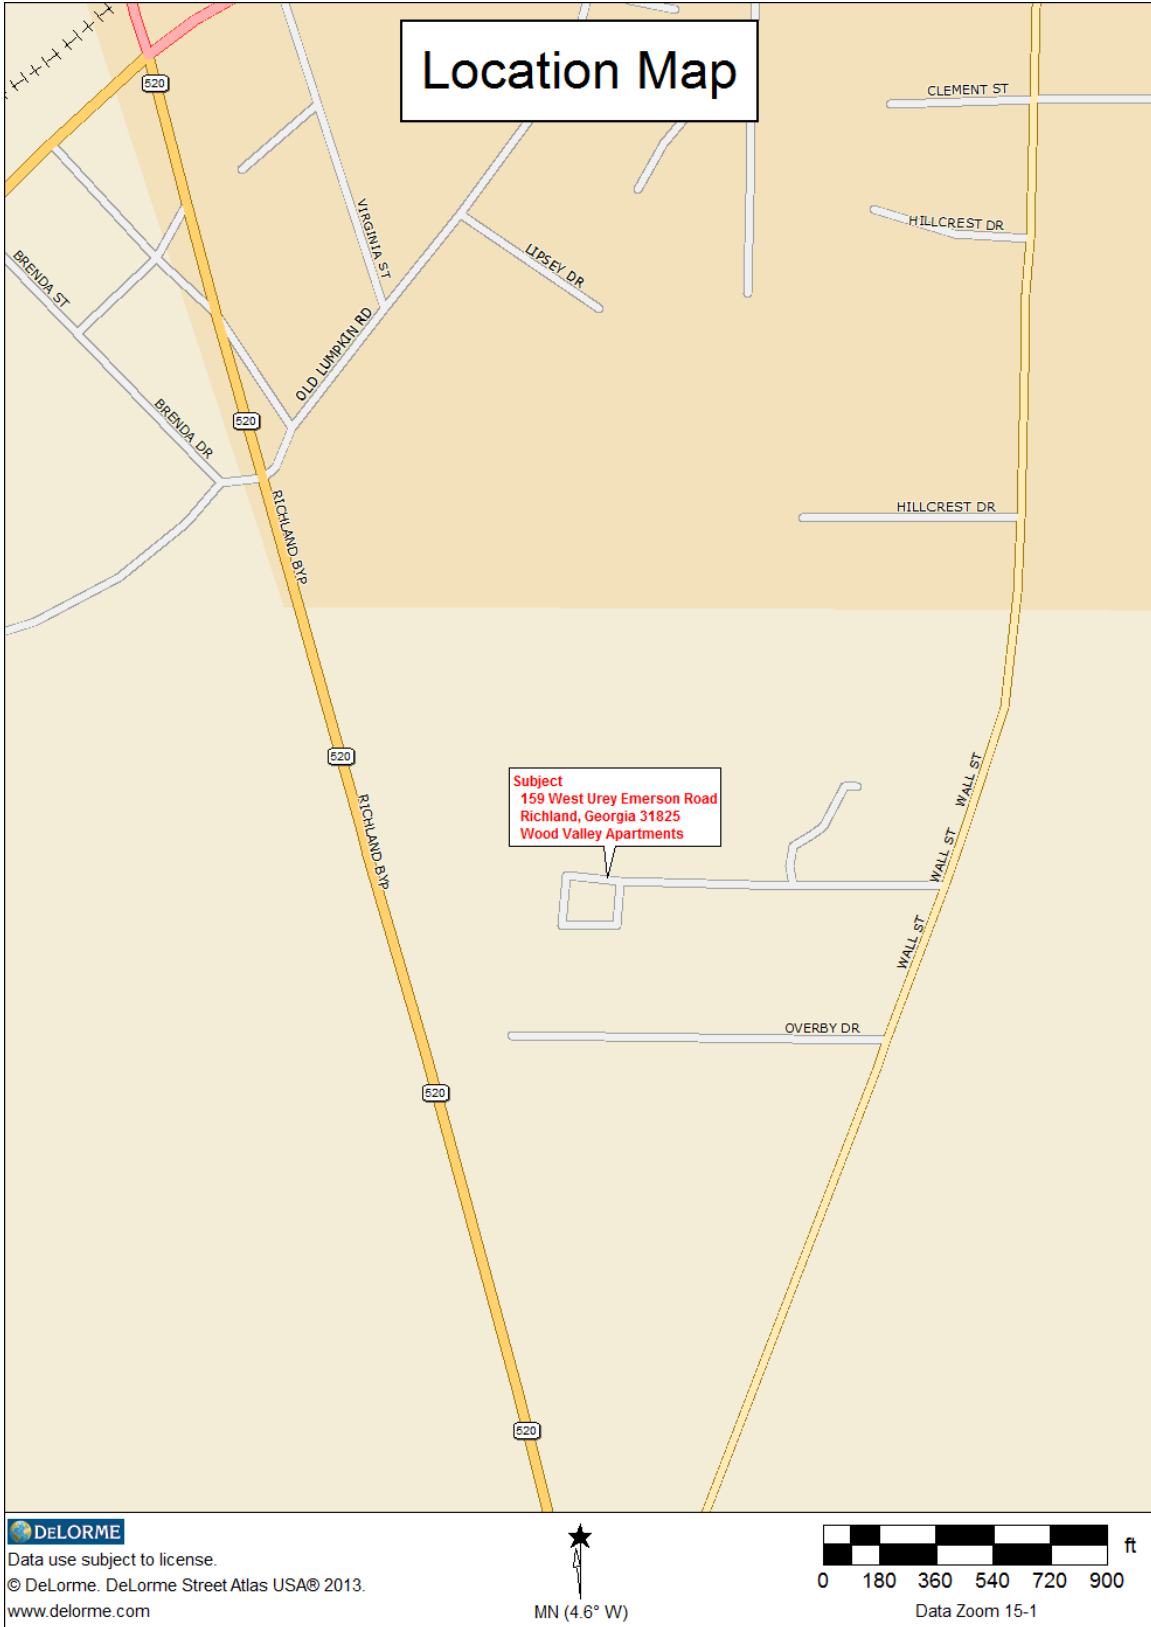 Location Map
520
CLEMENT ST
VIRGINIA ST
HILLCREST DR
LIPSEY DR
BRENDA ST
OLD LUMPKIN RD
BRENDA DR
520
RICHLAND BYP
HILLCREST DR
520
WALL ST
Subject
159 West Urey Emerson Road
Richland, Georgia 31825
Wood Valley Apartments
RICHLAND BYP
WALL ST
WALL ST
OVERBY DR
520
520
DELORME
Data use subject to license.
© DeLorme. DeLorme Street Atlas USA® 2013.
www.delorme.com
MN (4.6° W)
ft
0 180 360 540 720 900
Data Zoom 15-1